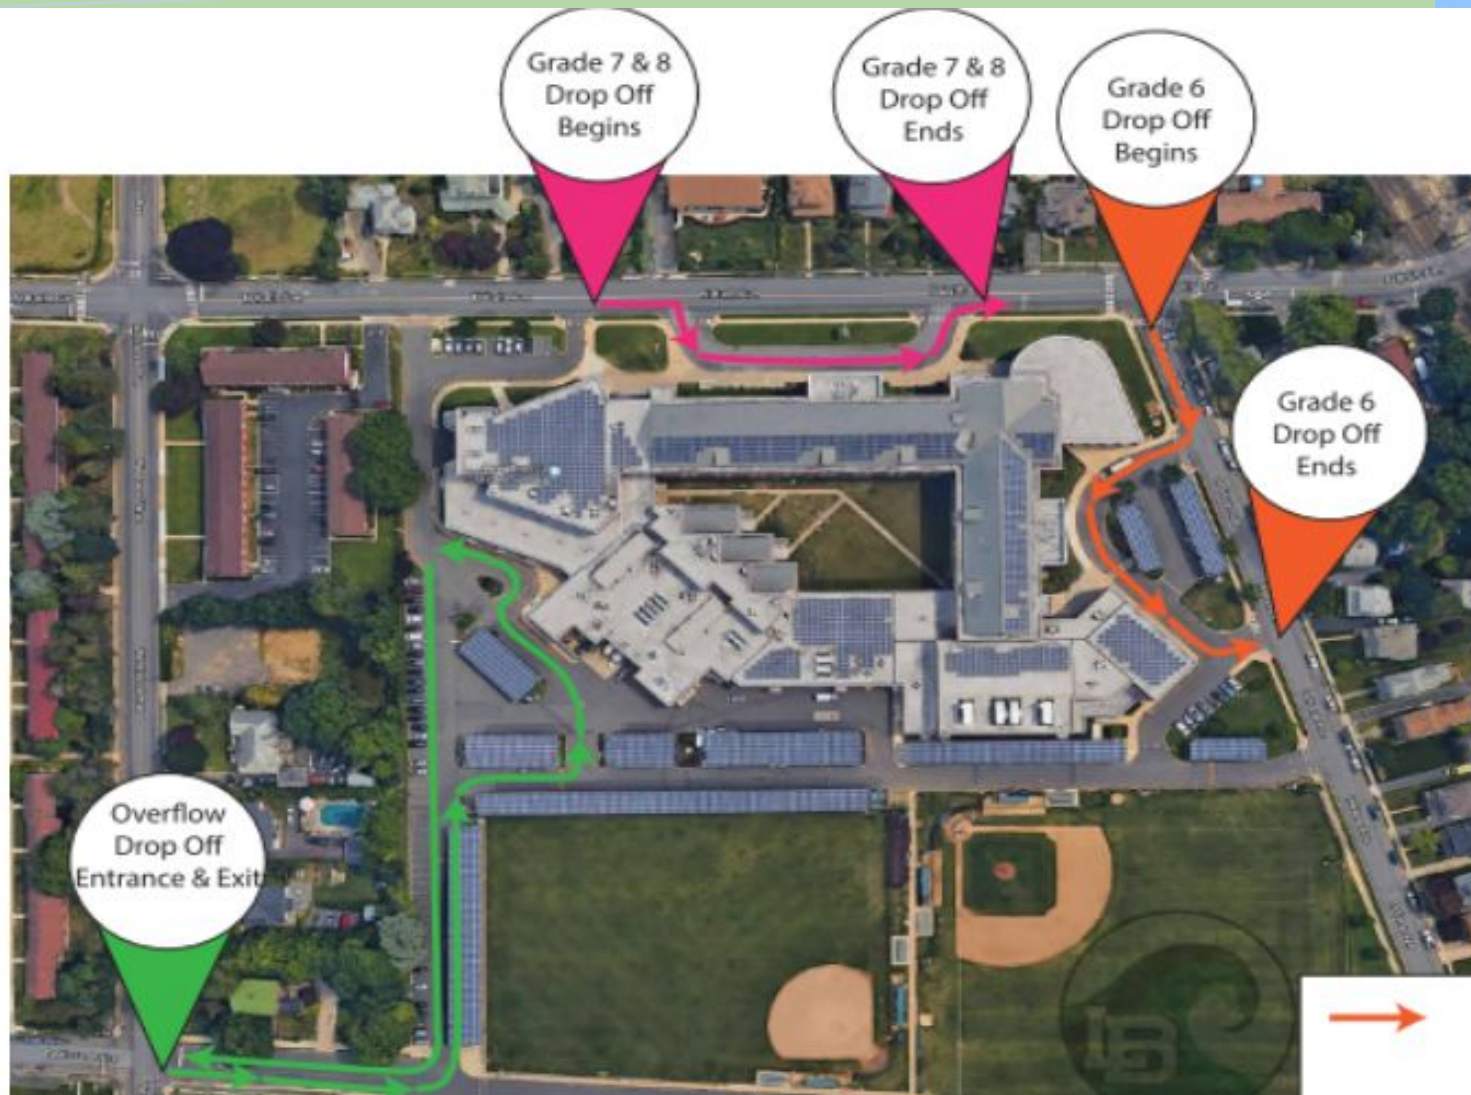 Grade 7 & 8
Drop Off
Begins
Grade 7 & 8
Drop Off
Ends
Grade 6
Drop Off
Begins
Grade 6
Drop Off
Ends
Overflow
Drop Off
Entrance & Exit
LB